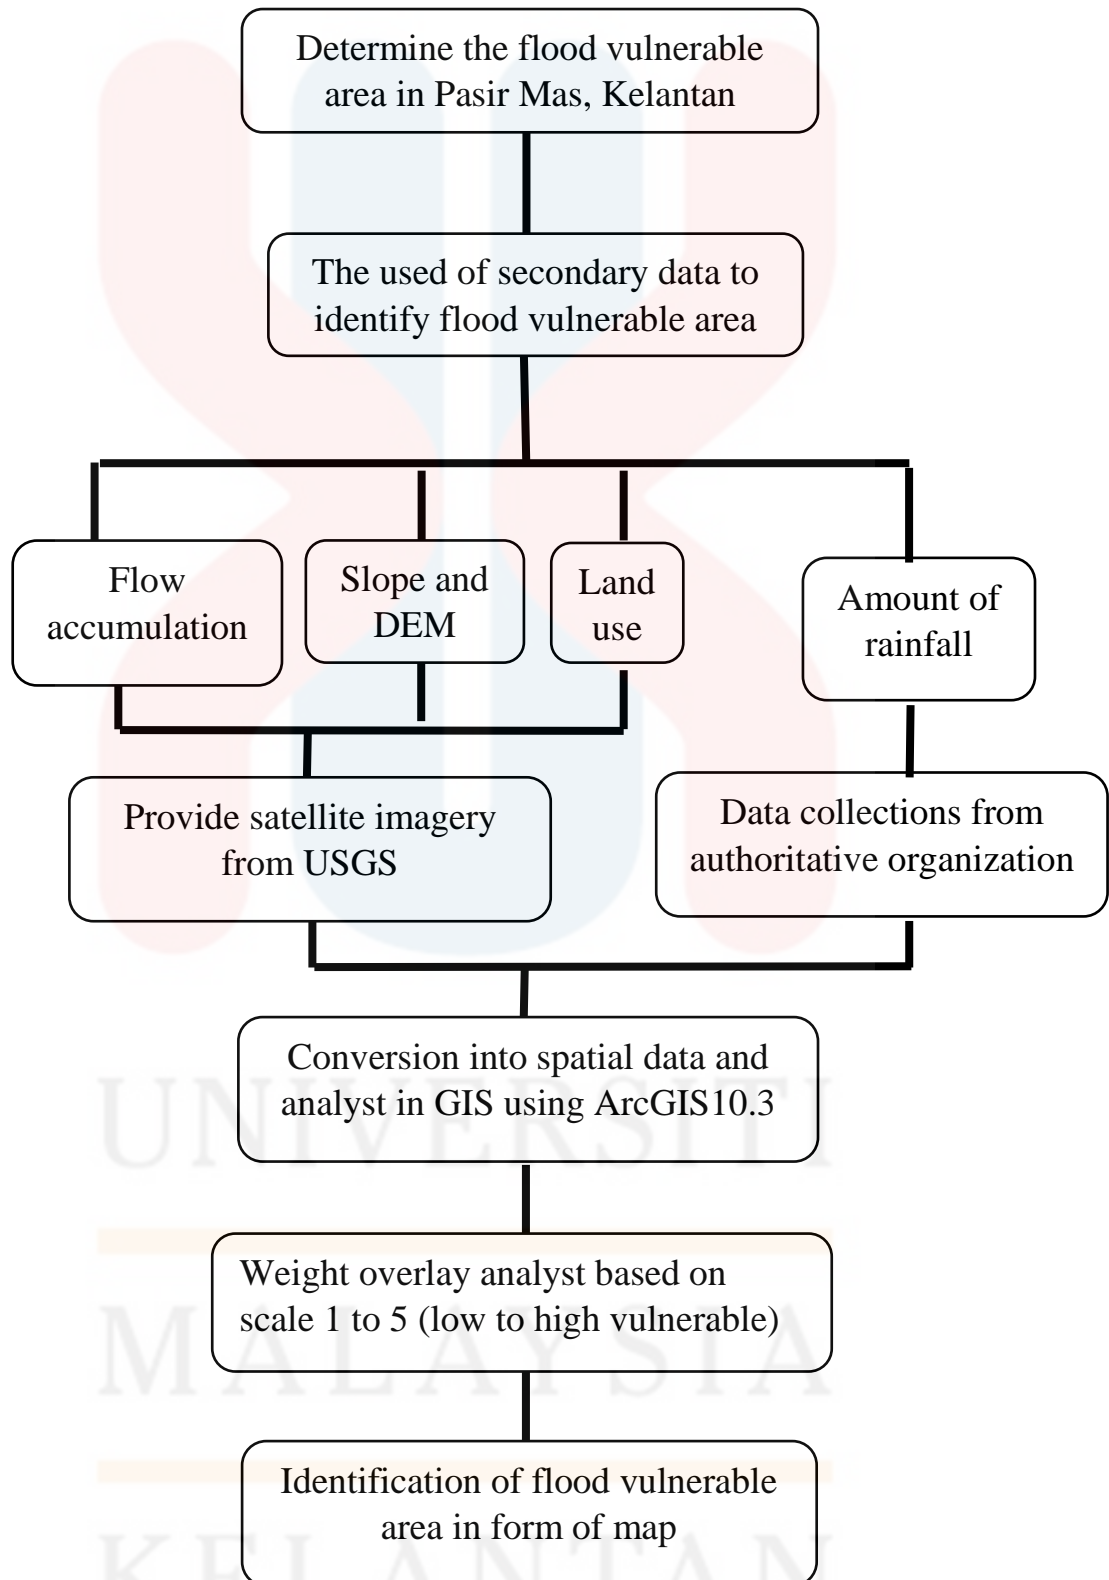 Determine the flood vulnerable
area in Pasir Mas, Kelantan
The used of secondary data to
identify flood vulnerable area
Flow
accumulation
Slope and
DEM
Land
use
Amount of
rainfall
Provide satellite imagery
from USGS
Data collections from
authoritative organization
Conversion into spatial data and
analyst in GIS using ArcGIS10.3
UNIVERSITI
Weight overlay analyst based on
scale 1 to 5 (low to high vulnerable)
MALAYSIA
Identification of flood vulnerable
area in form of map
KELANTAN